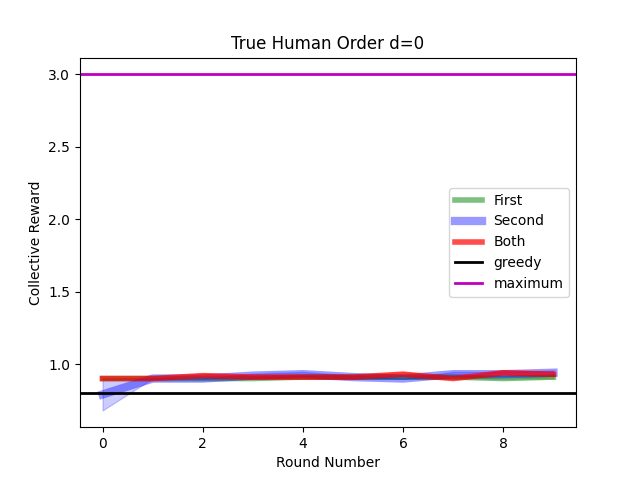 True Human Order d=0
3.0
2.5
2.0
1.5
1.0
Collective Reward
First
Second
Both
greedy
maximum
0 2 4 6 8
Round Number